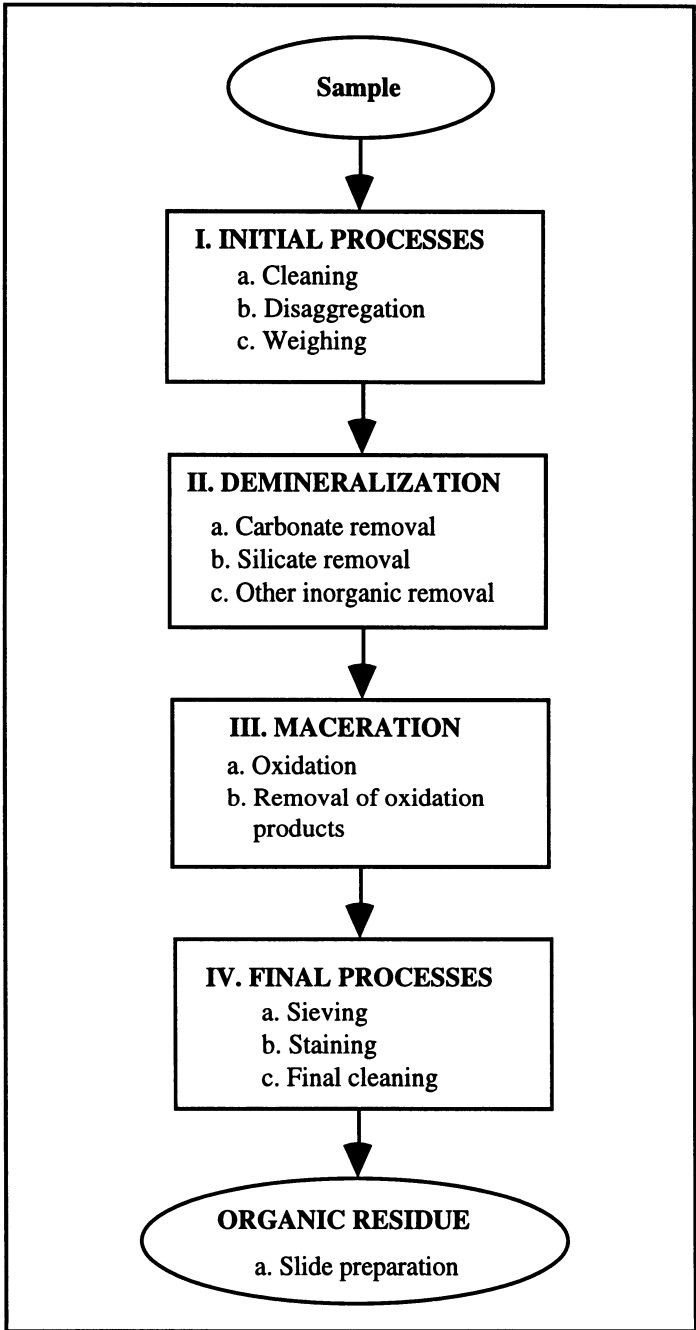 Sample
I. INITIAL PROCESSES
a. Cleaning
b. Disaggregation
c. Weighing
II. DEMINERALIZATION
a. Carbonate removal
b. Silicate removal
c. Other inorganic removal
III. MACERATION
a. Oxidation
b. Removal of oxidation
products
IV. FINAL PROCESSES
a. Sieving
b. Staining
c. Final cleaning
ORGANIC RESIDUE
a. Slide preparation